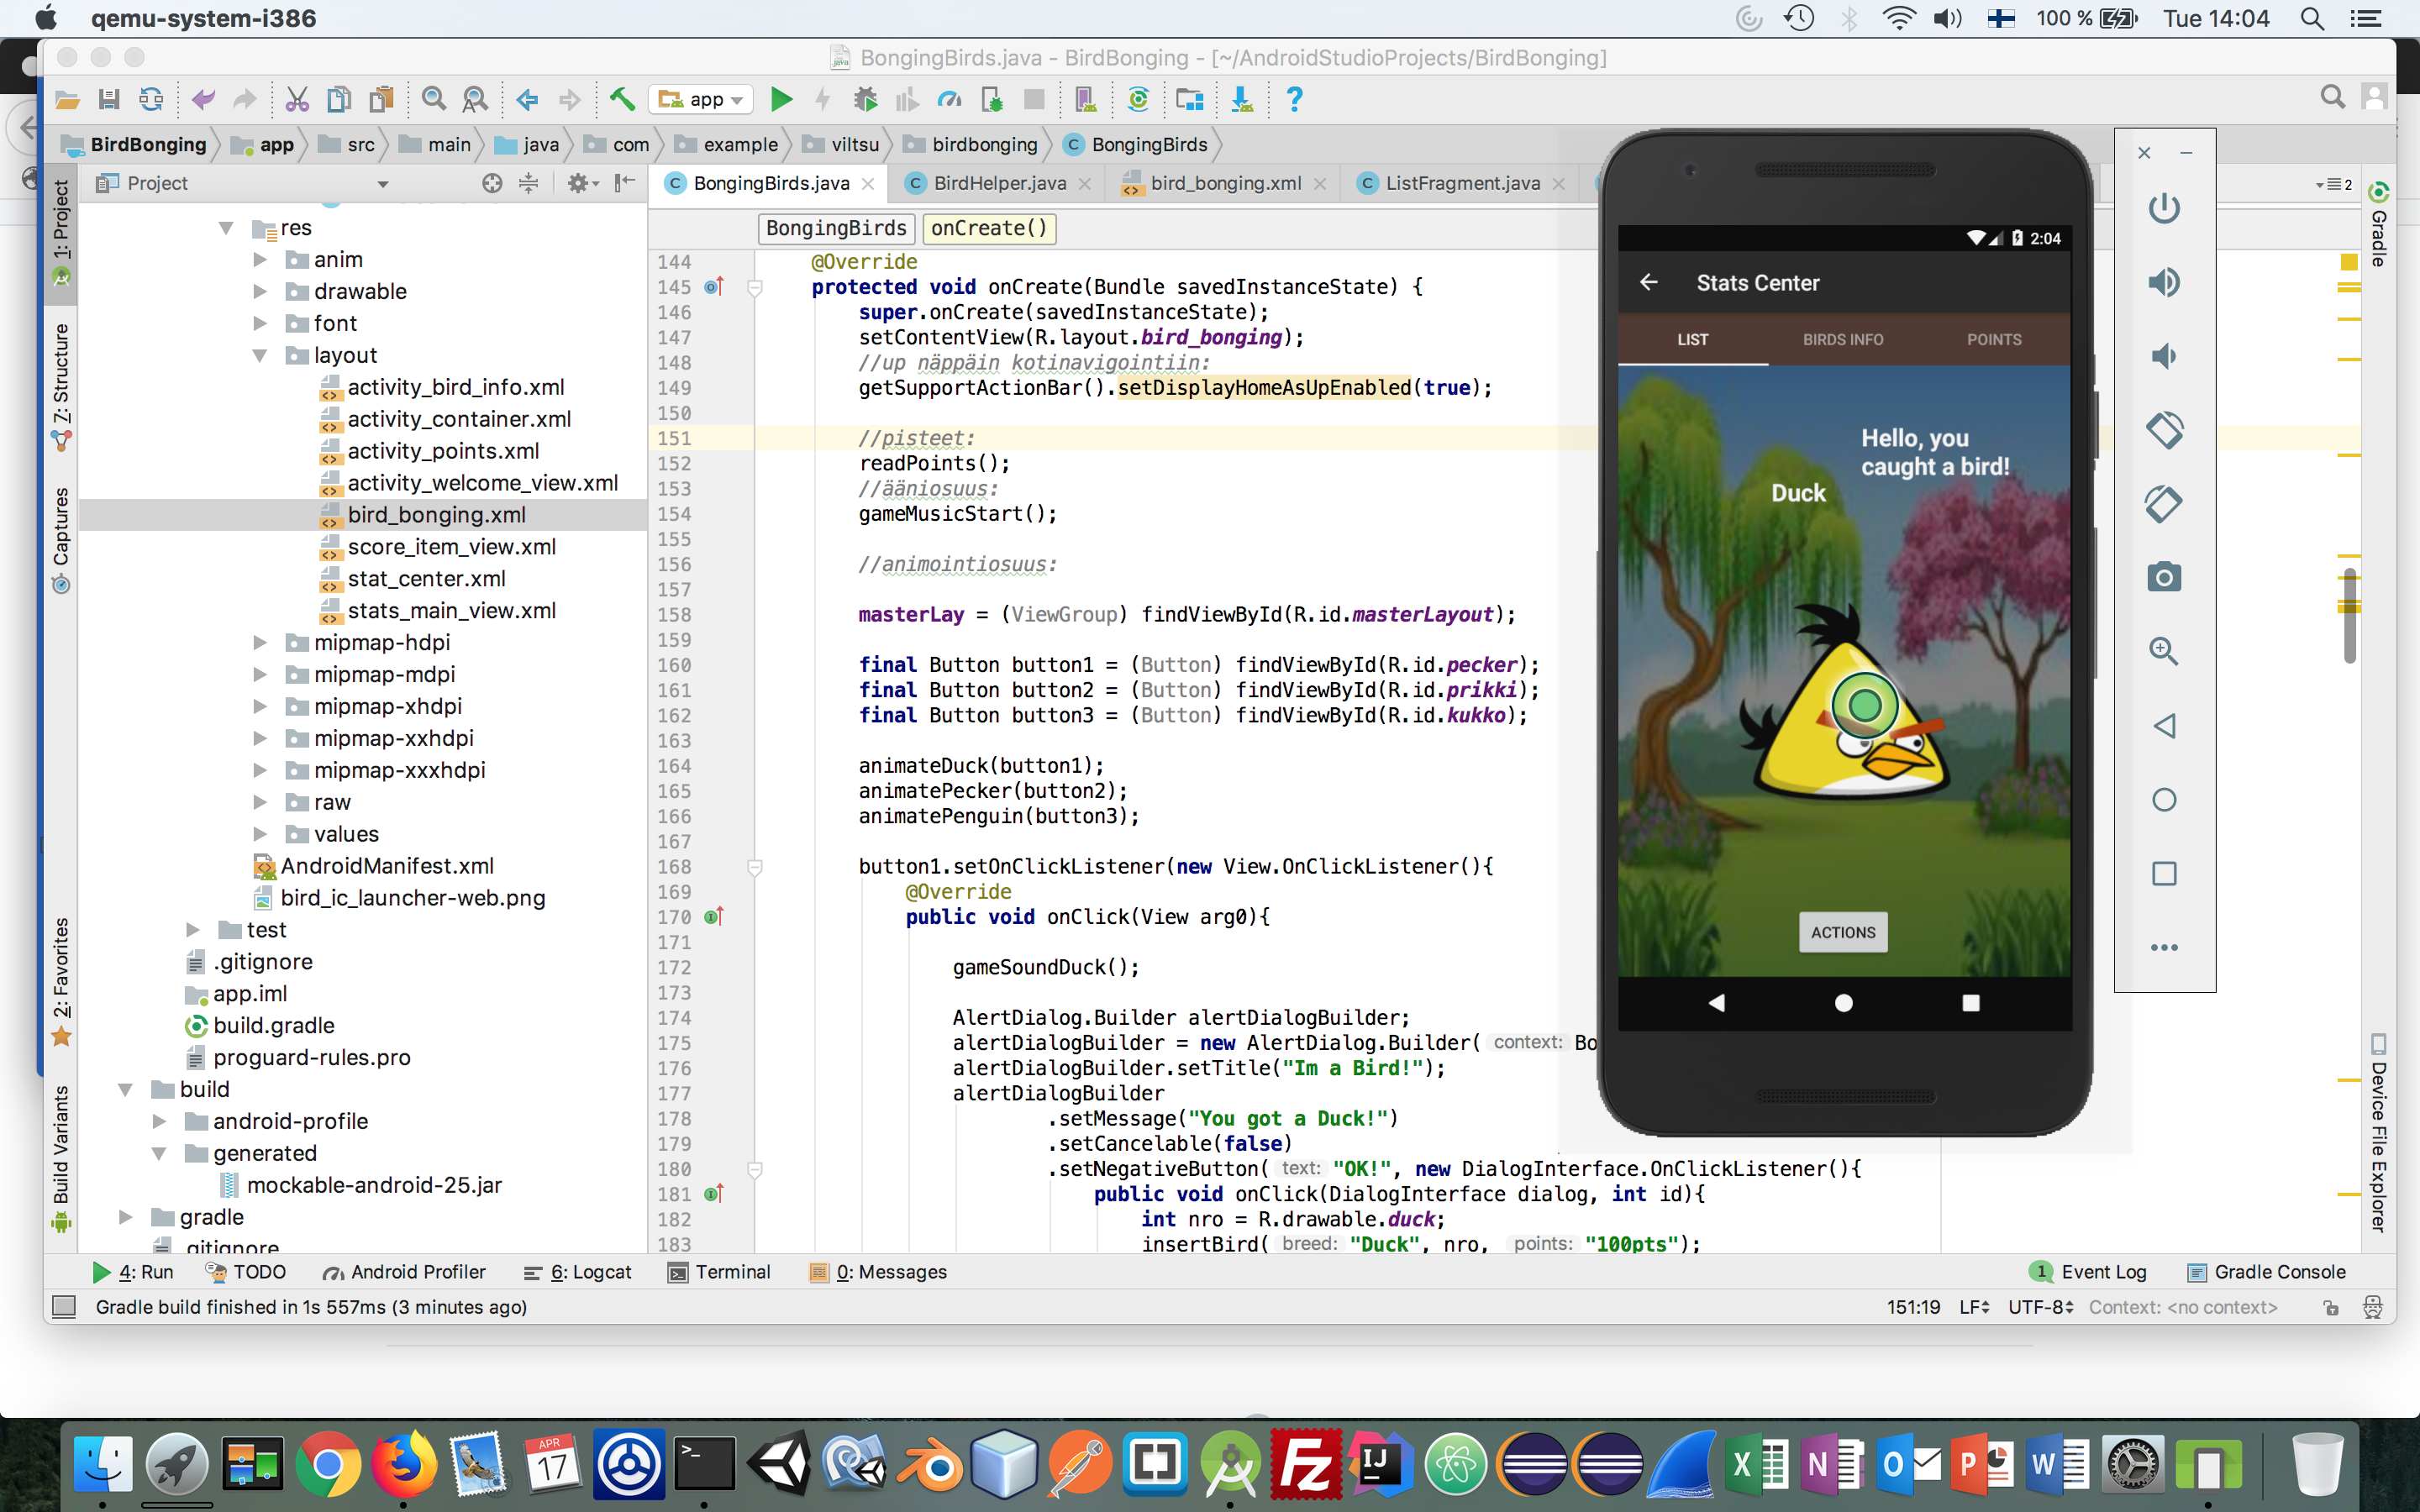 qemu-system-i386
100 %
Tue 14:04
BongingBirds.java - BirdBonging - [~/AndroidStudioProjects/BirdBonging]
app
BirdBonging app src main java com example viltsu birdbonging BongingBirds
Project
BongingBirds.java BirdHelper.java bird_bonging.xml ListFragment.java
2
1: Project
7: Structure
Captures
2: Favorites
Build Variants
res
anim
drawable
font
layout
activity_bird_info.xml
activity_container.xml
activity_points.xml
activity_welcome_view.xml
bird_bonging.xml
score_item_view.xml
stat_center.xml
stats_main_view.xml
mipmap-hdpi
mipmap-mdpi
mipmap-xhdpi
mipmap-xxhdpi
mipmap-xxxhdpi
raw
values
AndroidManifest.xml
bird_ic_launcher-web.png
test
.gitignore
app.iml
build.gradle
proguard-rules.pro
build
android-profile
generated
mockable-android-25.jar
gradle
.gitignore
BongingBirds onCreate()
144 @Override
145 protected void onCreate(Bundle savedInstanceState) {
146 super.onCreate(savedInstanceState);
147 setContentView(R.layout.bird_bonging);
148 //up näppäin kotinavigointiin:
149 getSupportActionBar().setDisplayHomeAsUpEnabled(true);
150
151 //pisteet:
152 readPoints();
153 //ääniosuus:
154 gameMusicStart();
155
156 //animointiosuus:
157
158 masterLay = (ViewGroup) findViewById(R.id.masterLayout);
159
160 final Button button1 = (Button) findViewById(R.id.pecker);
161 final Button button2 = (Button) findViewById(R.id.prikki);
162 final Button button3 = (Button) findViewById(R.id.kukko);
163
164 animateDuck(button1);
165 animatePecker(button2);
166 animatePenguin(button3);
167
168 button1.setOnClickListener(new View.OnClickListener(){
169 @Override
170 public void onClick(View arg0){
171
172 gameSoundDuck();
173
174 AlertDialog.Builder alertDialogBuilder;
175 alertDialogBuilder = new AlertDialog.Builder( context: Bo
176 alertDialogBuilder.setTitle("Im a Bird!");
177 alertDialogBuilder
178 .setMessage("You got a Duck!")
179 .setCancelable(false)
180 .setNegativeButton( text: "OK!", new DialogInterface.OnClickListener(){
181 public void onClick(DialogInterface dialog, int id){
182 int nro = R.drawable.duck;
183 insertBird( breed: "Duck", nro, points: "100pts");
2:04
Stats Center
LIST BIRDS INFO POINTS
Hello, you
caught a bird!
Duck
ACTIONS
Gradle
Device File Explorer
4: Run TODO Android Profiler 6: Logcat Terminal 0: Messages 1 Event Log Gradle Console
Gradle build finished in 1s 557ms (3 minutes ago)
151:19 LF UTF-8 Context: <no context>
APR
17
>_
Fz
IJ
X
N
O
P
W